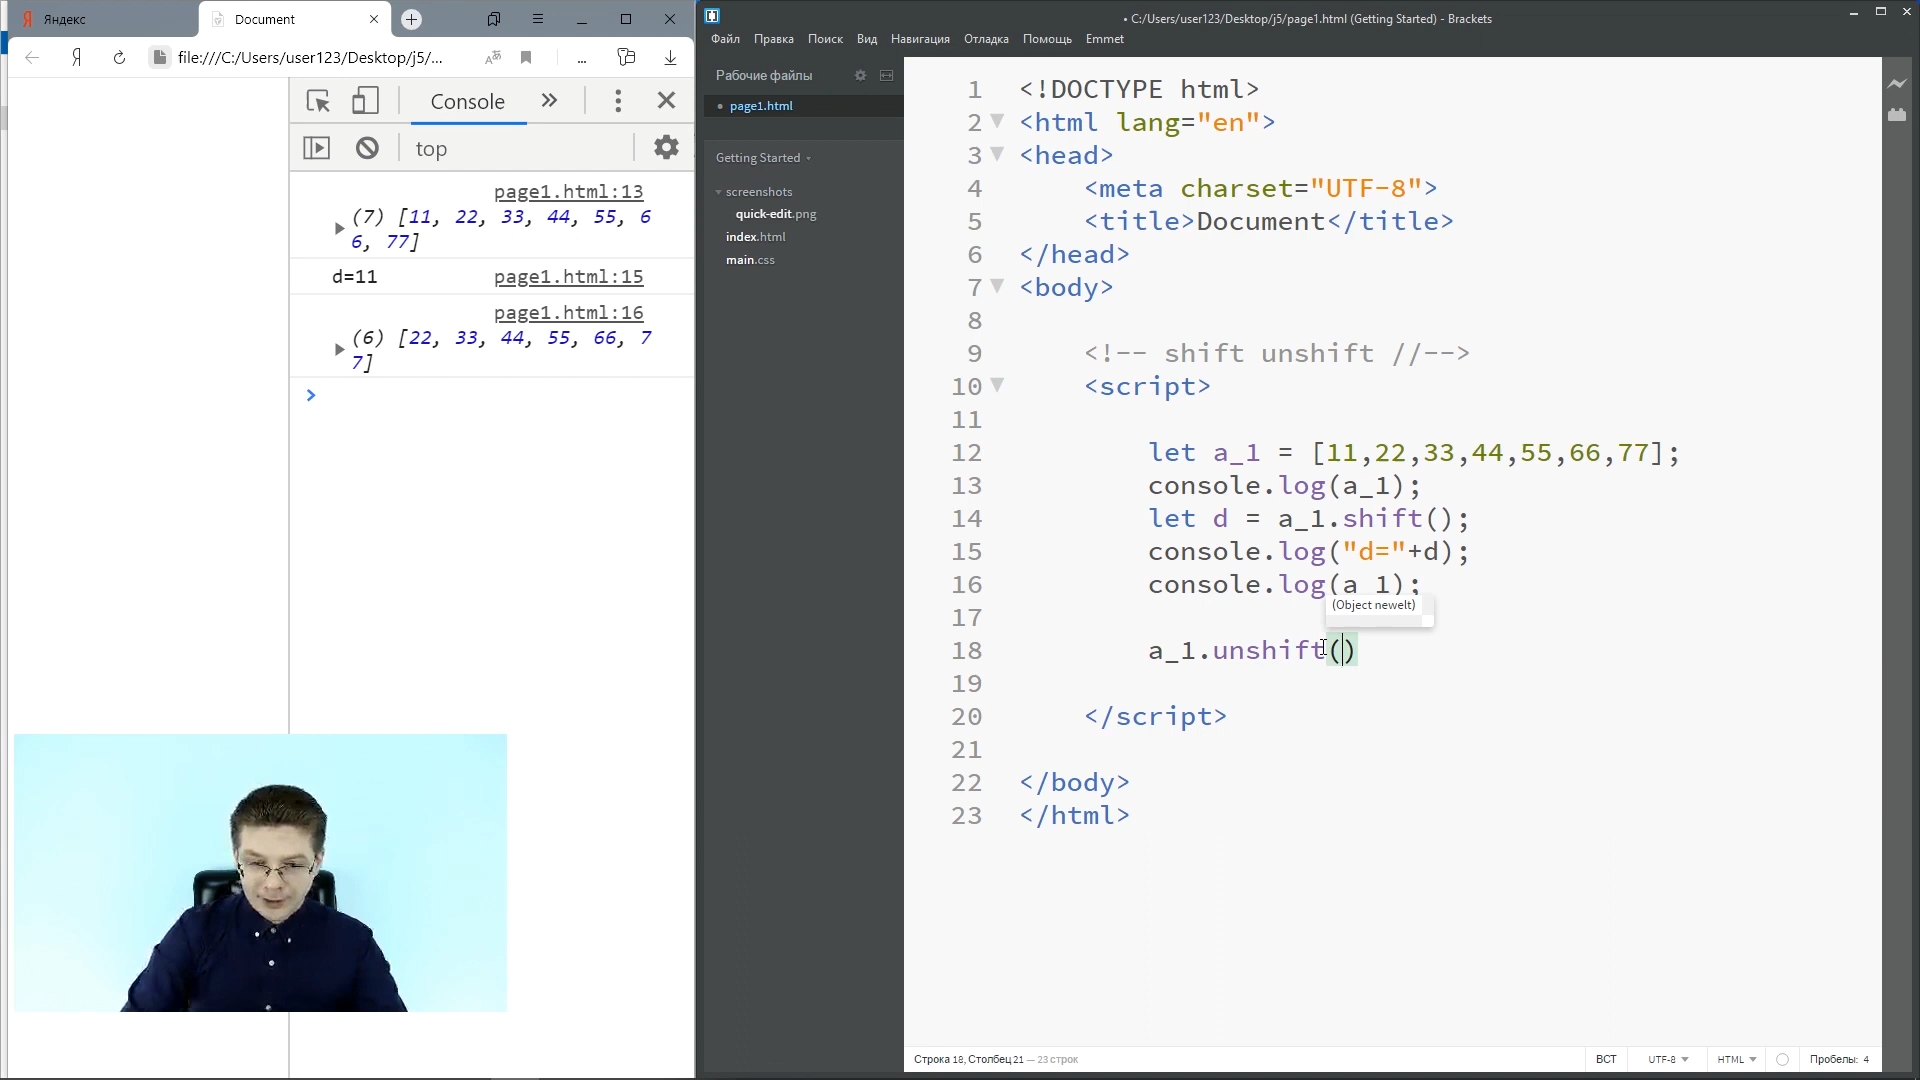 Яндекс
Document
file:///C:/Users/user123/Desktop/j5/...
Console
top
page1.html:13
(7) [11, 22, 33, 44, 55, 6
6, 77]
d=11 page1.html:15
page1.html:16
(6) [22, 33, 44, 55, 66, 7
7]
• C:/Users/user123/Desktop/j5/page1.html (Getting Started) - Brackets
Файл Правка Поиск Вид Навигация Отладка Помощь Emmet
Рабочие файлы
page1.html
Getting Started
screenshots
quick-edit.png
index.html
main.css
1 <!DOCTYPE html>
2 <html lang="en">
3 <head>
4 <meta charset="UTF-8">
5 <title>Document</title>
6 </head>
7 <body>
8
9 <!-- shift unshift //-->
10 <script>
11
12 let a_1 = [11,22,33,44,55,66,77];
13 console.log(a_1);
14 let d = a_1.shift();
15 console.log("d="+d);
16 console.log(a_1);
(Object newelt)
17
18 a_1.unshift()
19
20 </script>
21
22 </body>
23 </html>
Строка 18, Столбец 21 — 23 строк
ВСТ UTF-8 HTML Пробелы: 4